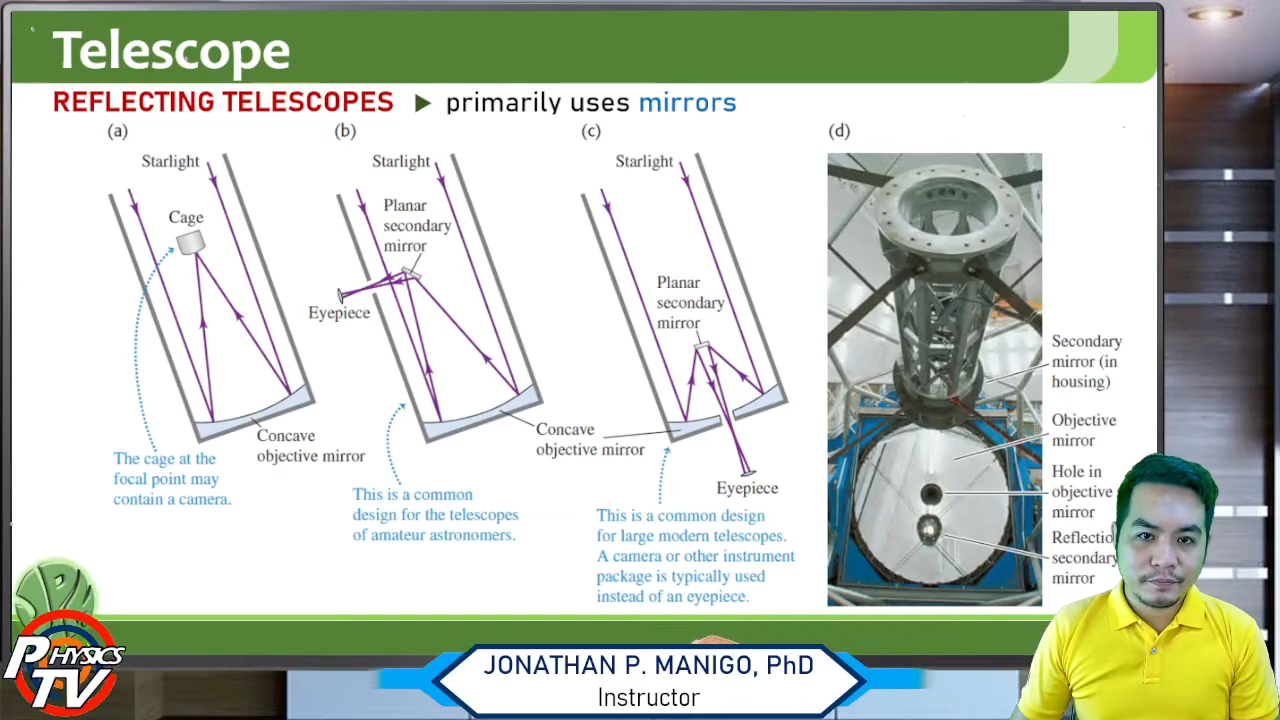 Telescope
REFLECTING TELESCOPES ▶ primarily uses mirrors
(a)
Starlight
Cage
Concave
objective mirror
The cage at the
focal point may
contain a camera.
(b)
Starlight
Planar
secondary
mirror
Eyepiece
Concave
objective mirror
This is a common
design for the telescopes
of amateur astronomers.
(c)
Starlight
Planar
secondary
mirror
Eyepiece
This is a common design
for large modern telescopes.
A camera or other instrument
package is typically used
instead of an eyepiece.
(d)
Secondary
mirror (in
housing)
Objective
mirror
Hole in
objective
mirror
Reflectio
secondary
mirror
PHYSICS
TV
JONATHAN P. MANIGO, PhD
Instructor